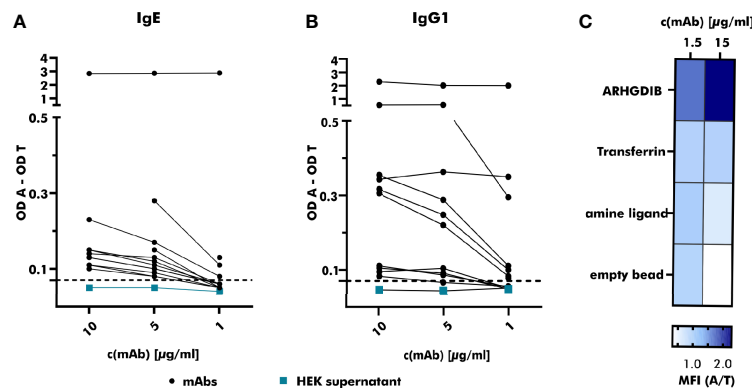 A
IgE
B
IgG1
C
c(mAb) [µg/ml]
1.5 15
4
3
2
1
0.5
0.3
0.1
OD A - OD T
10 5 1
c(mAb) [µg/ml]
4
3
2
1
0.5
0.3
0.1
OD A - OD T
10 5 1
c(mAb) [µg/ml]
ARHGDIB
Transferrin
amine ligand
empty bead
1.0 2.0
MFI (A/T)
mAbs
HEK supernatant